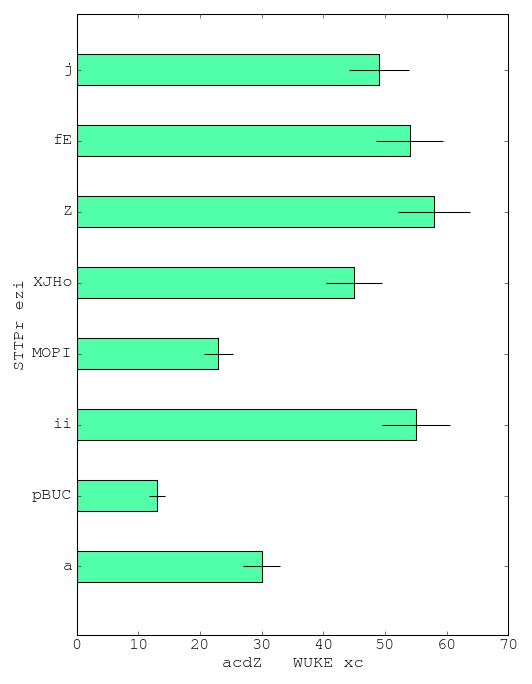 j
fE
Z
XJHo
MOPI
ii
pBUC
a
STTPr ezi
0 10 20 30 40 50 60 70
acdZ WUKE xc